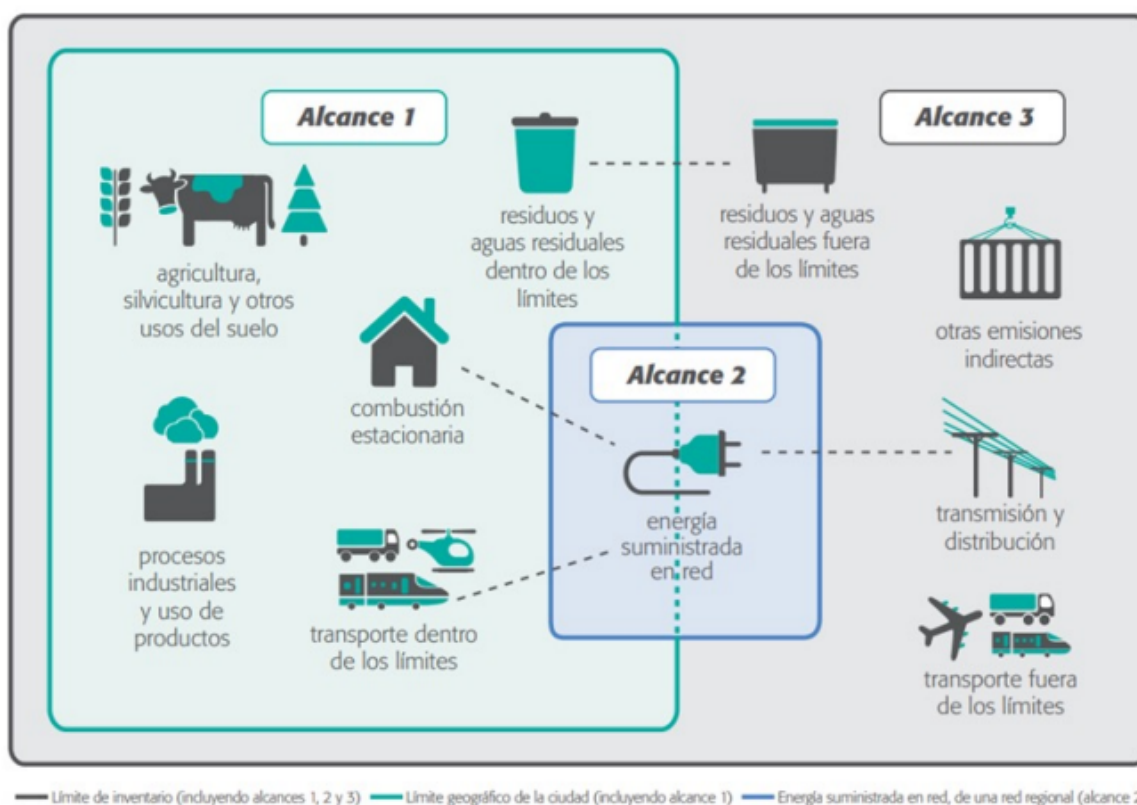 Alcance 1
Alcance 3
residuos y
aguas residuales
dentro de los
límites
residuos y aguas
residuales fuera
de los límites
agricultura,
silvicultura y otros
usos del suelo
otras emisiones
indirectas
Alcance 2
combustión
estacionaria
energía
suministrada
en red
transmisión y
distribución
procesos
industriales
y uso de
productos
transporte dentro
de los límites
transporte fuera
de los límites
Límite de inventario (incluyendo alcances 1, 2 y 3) Límite geográfico de la ciudad (incluyendo alcance 1) Energía suministrada en red, de una red regional (alcance